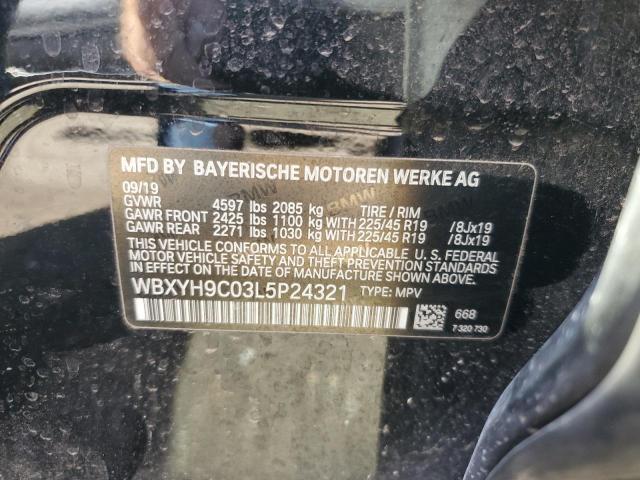 MFD BY BAYERISCHE MOTOREN WERKE AG
09/19
GVWR 4597 lbs 2085 kg TIRE / RIM
GAWR FRONT 2425 lbs 1100 kg WITH 225/45 R19 /8Jx19
GAWR REAR 2271 lbs 1030 kg WITH 225/45 R19 /8Jx19
THIS VEHICLE CONFORMS TO ALL APPLICABLE U.S. FEDERAL
MOTOR VEHICLE SAFETY AND THEFT PREVENTION STANDARDS
IN EFFECT ON THE DATE OF MANUFACTURE SHOWN ABOVE.
WBXYH9C03L5P24321 TYPE: MPV
668
7 320 730